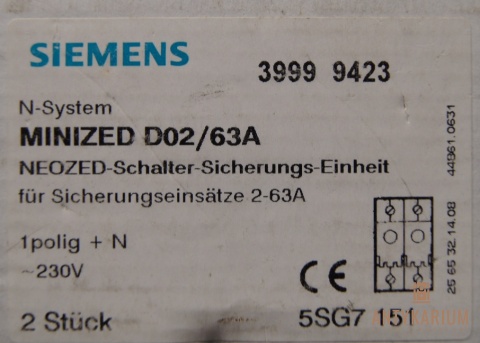 SIEMENS
3999 9423
N-System
MINIZED D02/63A
NEOZED-Schalter-Sicherungs-Einheit
für Sicherungseinsätze 2-63A
1polig + N
~230V
CE
2 Stück
5SG7 151
44961.0631
25 65 32.14.08